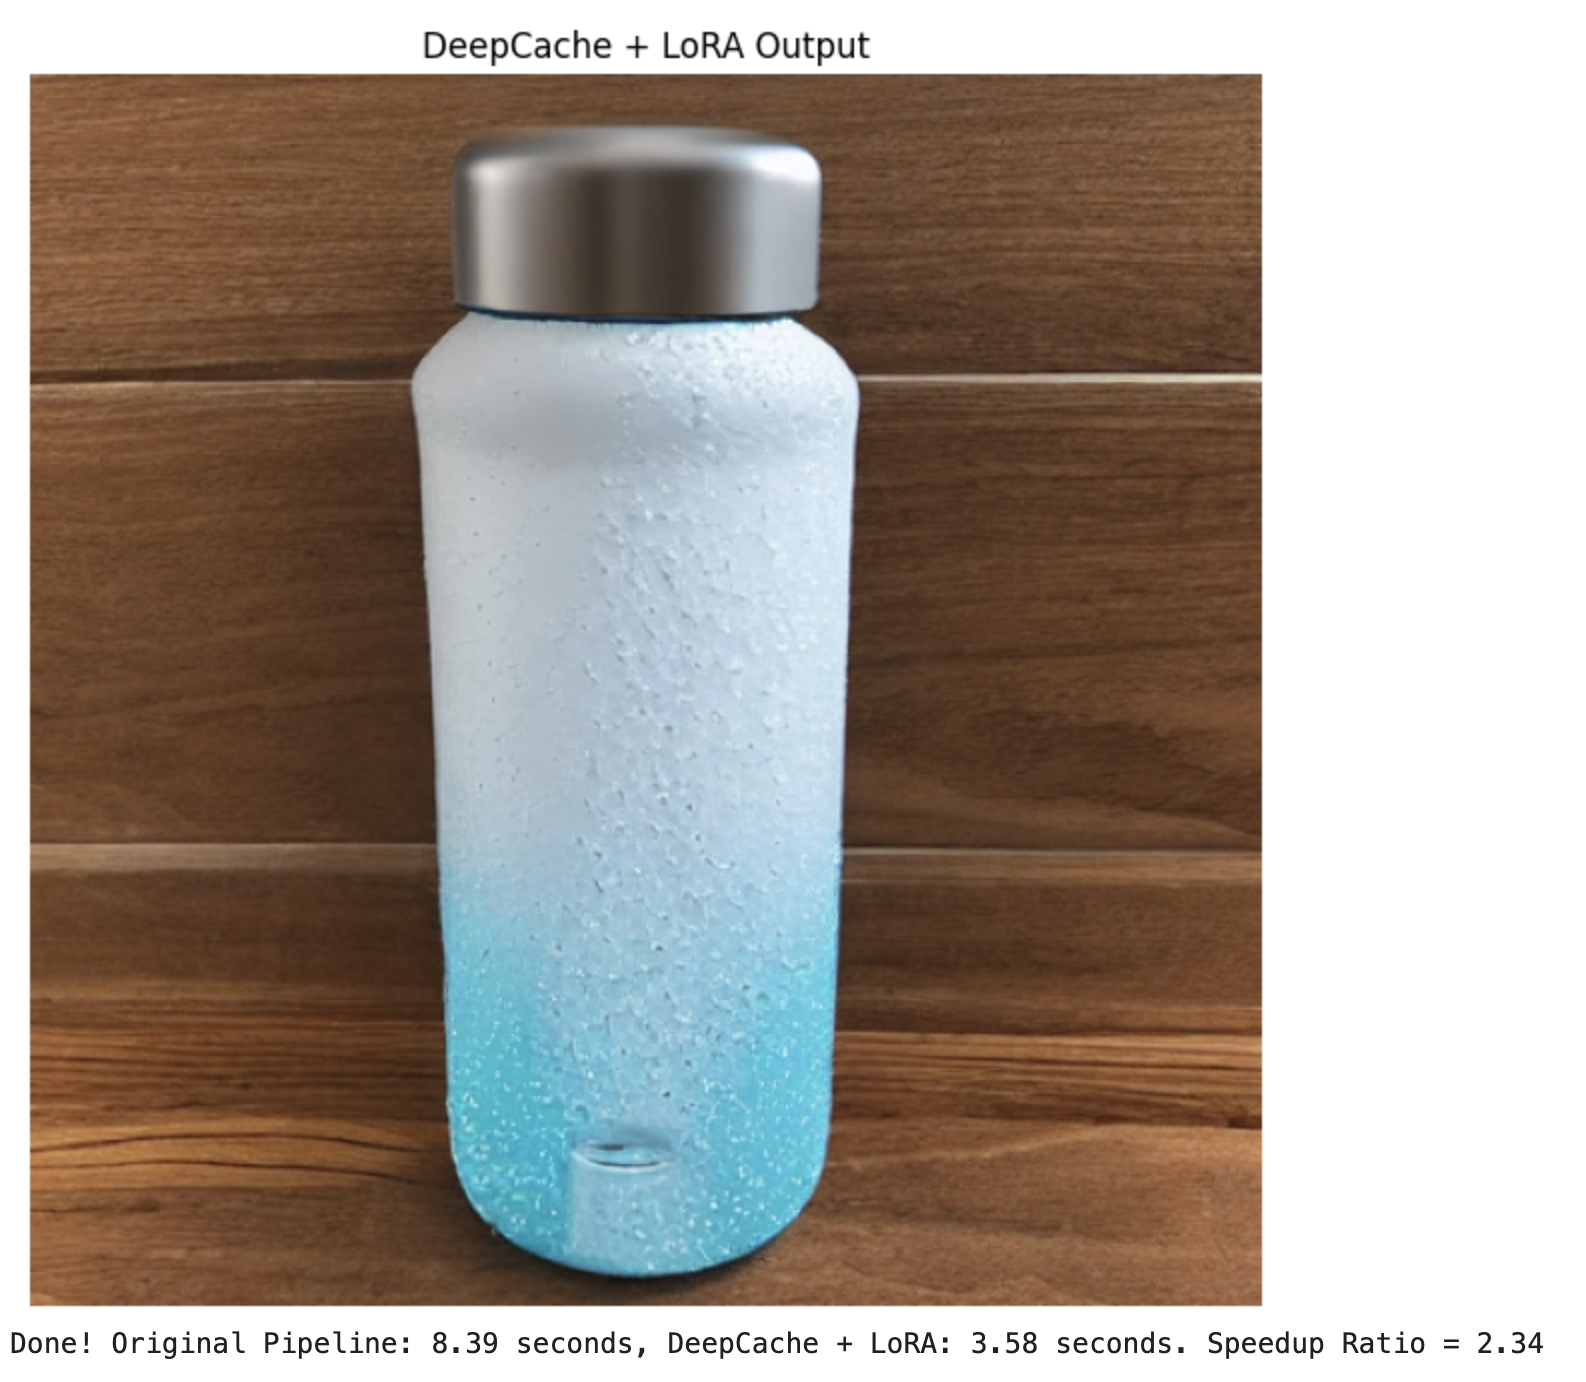 DeepCache + LoRA Output
Done! Original Pipeline: 8.39 seconds, DeepCache + LoRA: 3.58 seconds. Speedup Ratio = 2.34